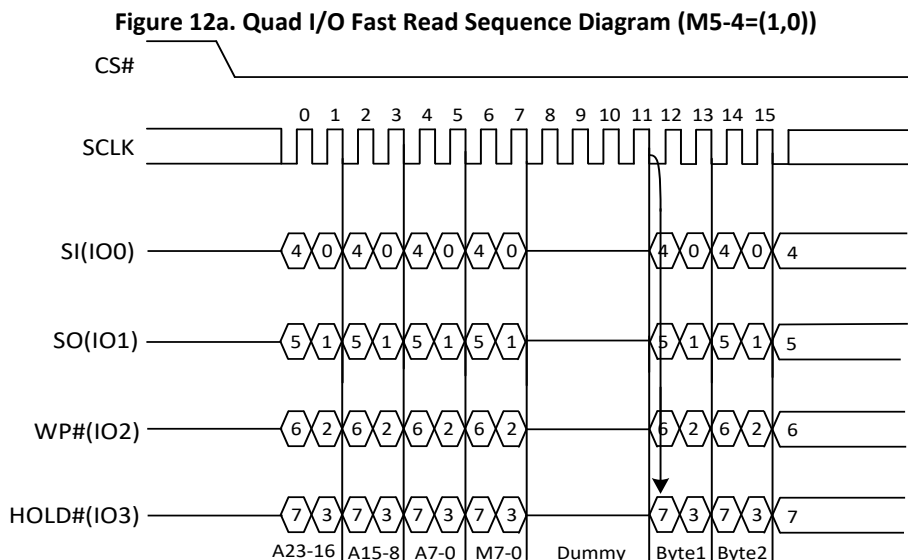 Figure 12a. Quad I/O Fast Read Sequence Diagram (M5-4=(1,0))
CS#
0 1 2 3 4 5 6 7 8 9 10 11 12 13 14 15
SCLK
SI(IO0) 4 0 4 0 4 0 4 0 4 0 4 0 4
SO(IO1) 5 1 5 1 5 1 5 1 5 1 5 1 5
WP#(IO2) 6 2 6 2 6 2 6 2 6 2 6 2 6
HOLD#(IO3) 7 3 7 3 7 3 7 3 7 3 7 3 7
A23-16 A15-8 A7-0 M7-0 Dummy Byte1 Byte2